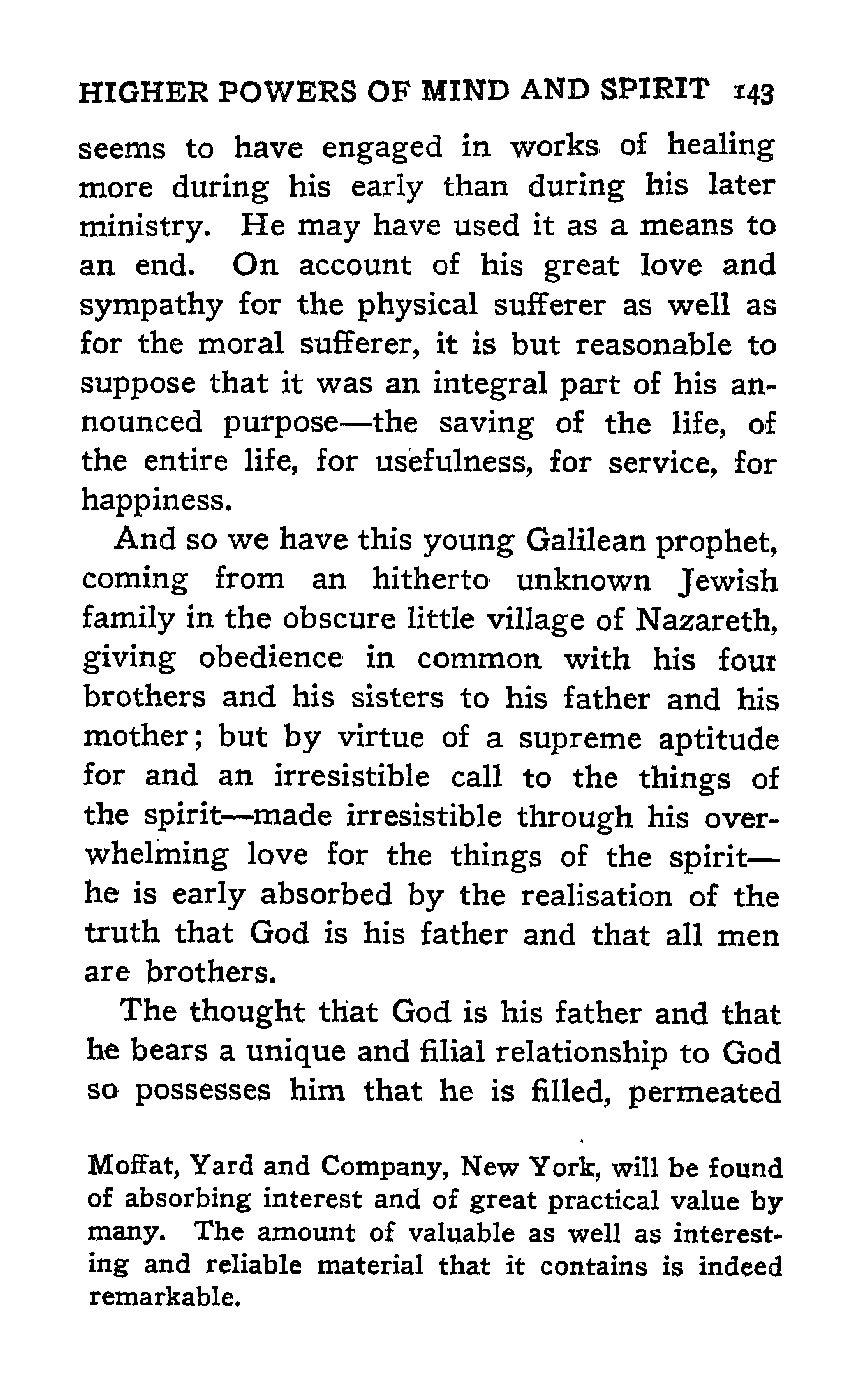 HIGHER POWERS OF MIND AND SPIRIT 143
seems to have engaged in works of healing
more during his early than during his later
ministry. He may have used it as a means to
an end. On account of his great love and
sympathy for the physical sufferer as well as
for the moral sufferer, it is but reasonable to
suppose that it was an integral part of his an-
nounced purpose—the saving of the life, of
the entire life, for usefulness, for service, for
happiness.
And so we have this young Galilean prophet,
coming from an hitherto unknown Jewish
family in the obscure little village of Nazareth,
giving obedience in common with his four
brothers and his sisters to his father and his
mother; but by virtue of a supreme aptitude
for and an irresistible call to the things of
the spirit—made irresistible through his over-
whelming love for the things of the spirit—
he is early absorbed by the realisation of the
truth that God is his father and that all men
are brothers.
The thought that God is his father and that
he bears a unique and filial relationship to God
so possesses him that he is filled, permeated
Moffat, Yard and Company, New York, will be found
of absorbing interest and of great practical value by
many. The amount of valuable as well as interest-
ing and reliable material that it contains is indeed
remarkable.